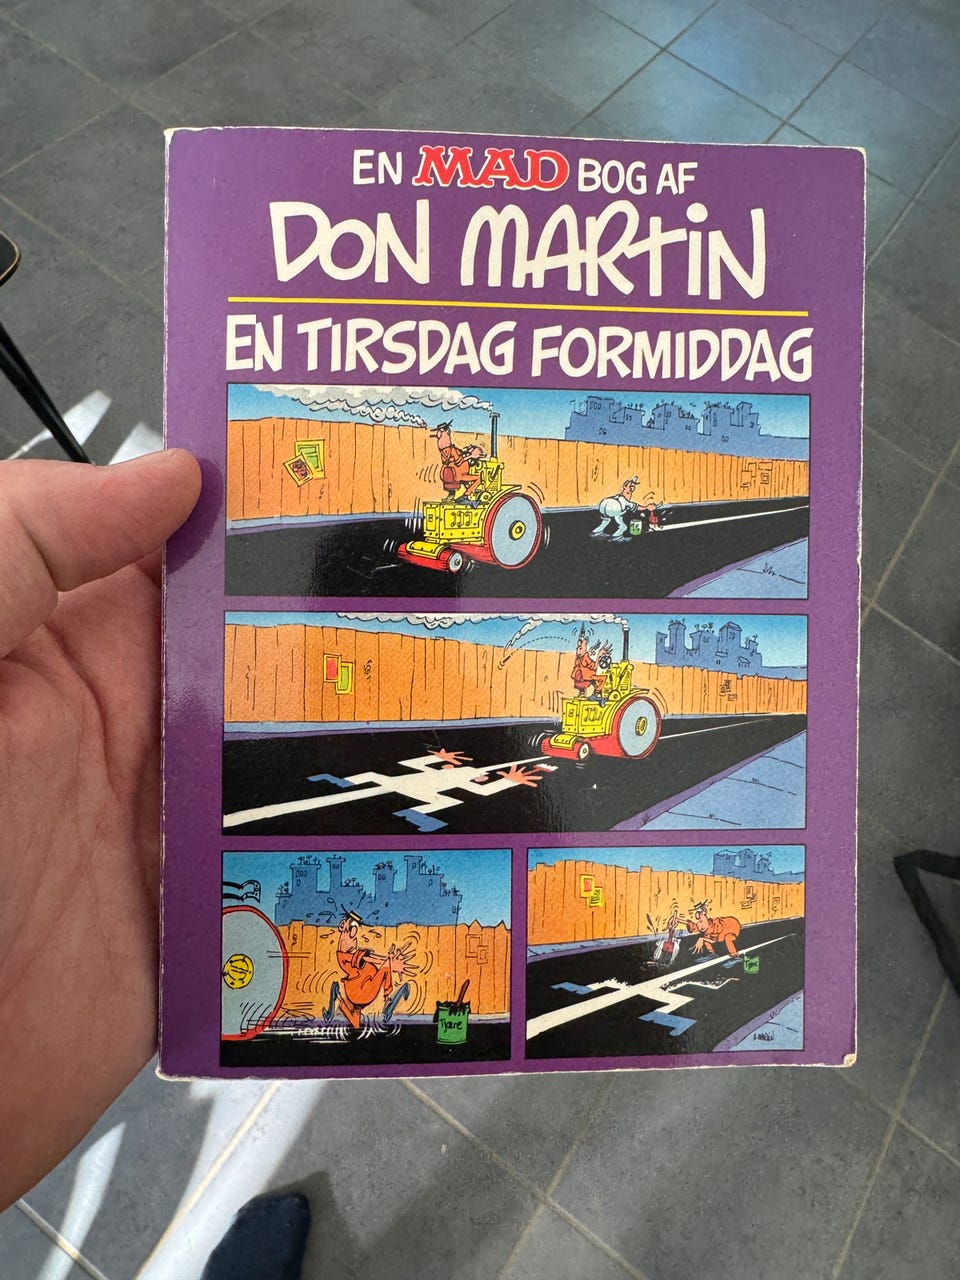 EN MAD BOG AF
DON MARTIN
EN TIRSDAG FORMIDDAG
Tjære